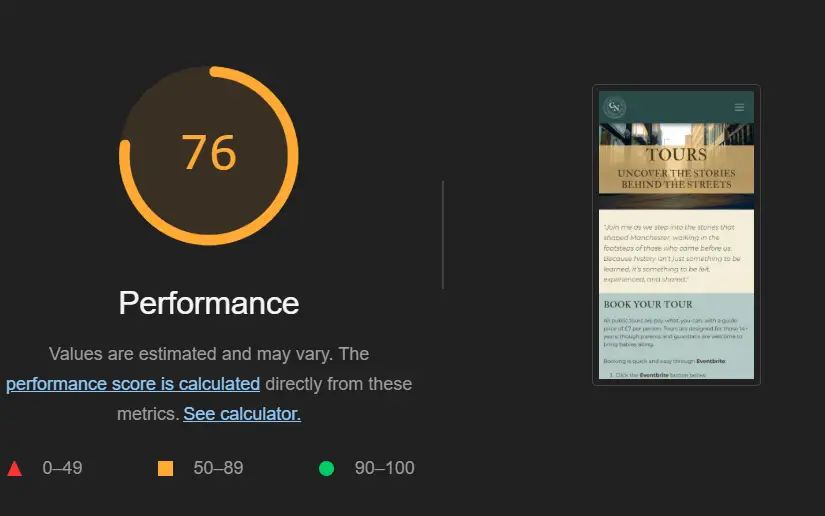 76
Performance
Values are estimated and may vary. The
performance score is calculated directly from these
metrics. See calculator.
0–49
50–89
90–100
CN
TOURS
UNCOVER THE STORIES
BEHIND THE STREETS
"Join me as we step into the stories that
shaped Manchester, walking in the
footsteps of those who came before us.
Because history isn't just something to be
learned, it's something to be felt,
experienced, and shared."
BOOK YOUR TOUR
All public tours are pay what you can, with a guide
price of £7 per person. Tours are designed for those 14+
years, though parents and guardians are welcome to
bring babies along.
Booking is quick and easy through Eventbrite.
1. Click the Eventbrite button below